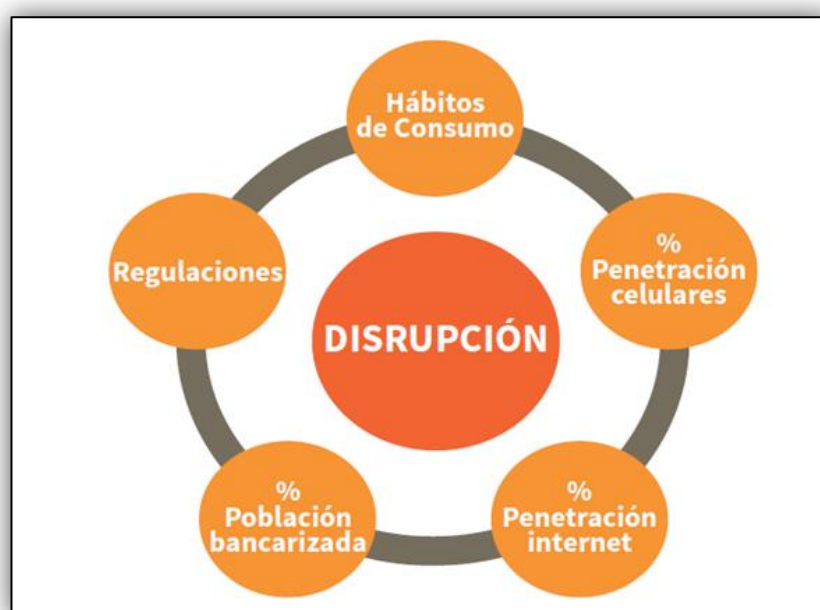 Hábitos
de Consumo
%
Penetración
celulares
%
Penetración
internet
%
Población
bancarizada
Regulaciones
DISRUPCIÓN